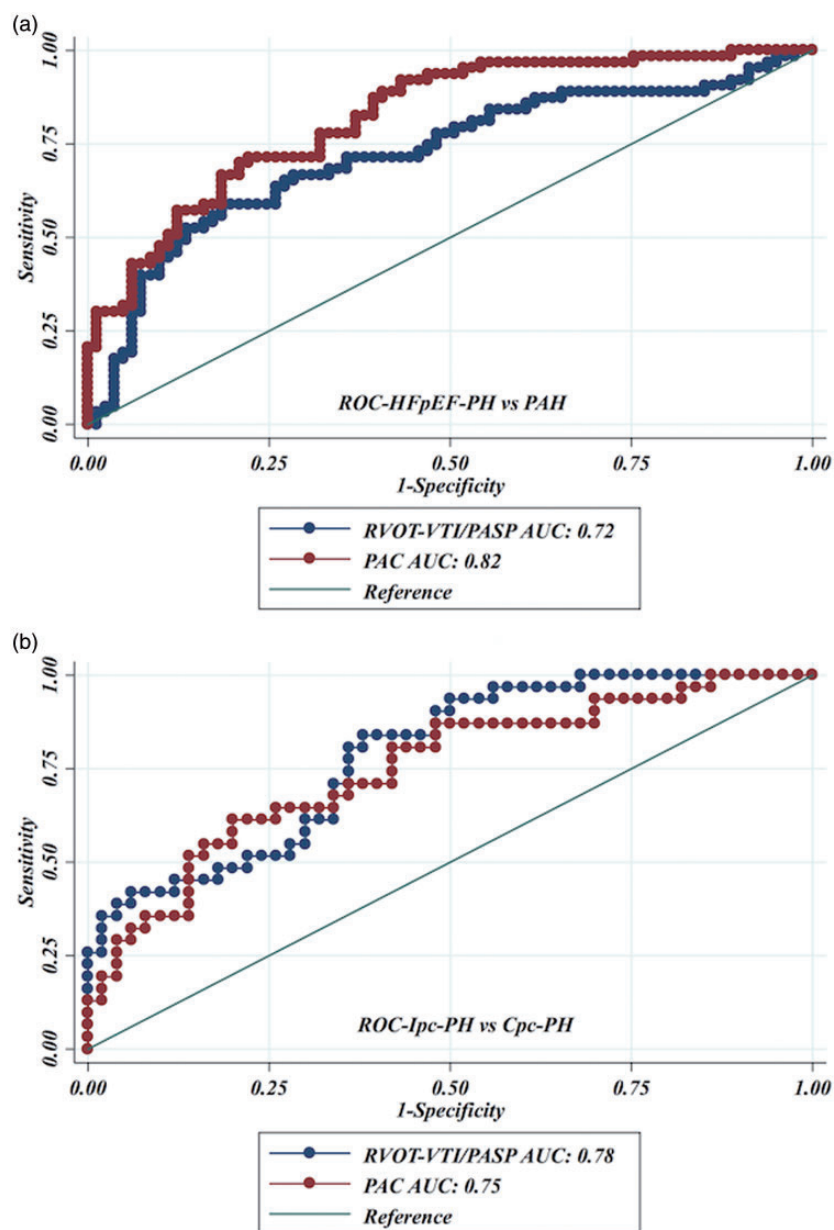 (a)
1.00
0.75
0.50
0.25
0.00
Sensitivity
ROC-HFpEF-PH vs PAH
0.00 0.25 0.50 0.75 1.00
1-Specificity
RVOT-VTI/PASP AUC: 0.72
PAC AUC: 0.82
Reference
(b)
1.00
0.75
0.50
0.25
0.00
Sensitivity
ROC-Ipc-PH vs Cpc-PH
0.00 0.25 0.50 0.75 1.00
1-Specificity
RVOT-VTI/PASP AUC: 0.78
PAC AUC: 0.75
Reference